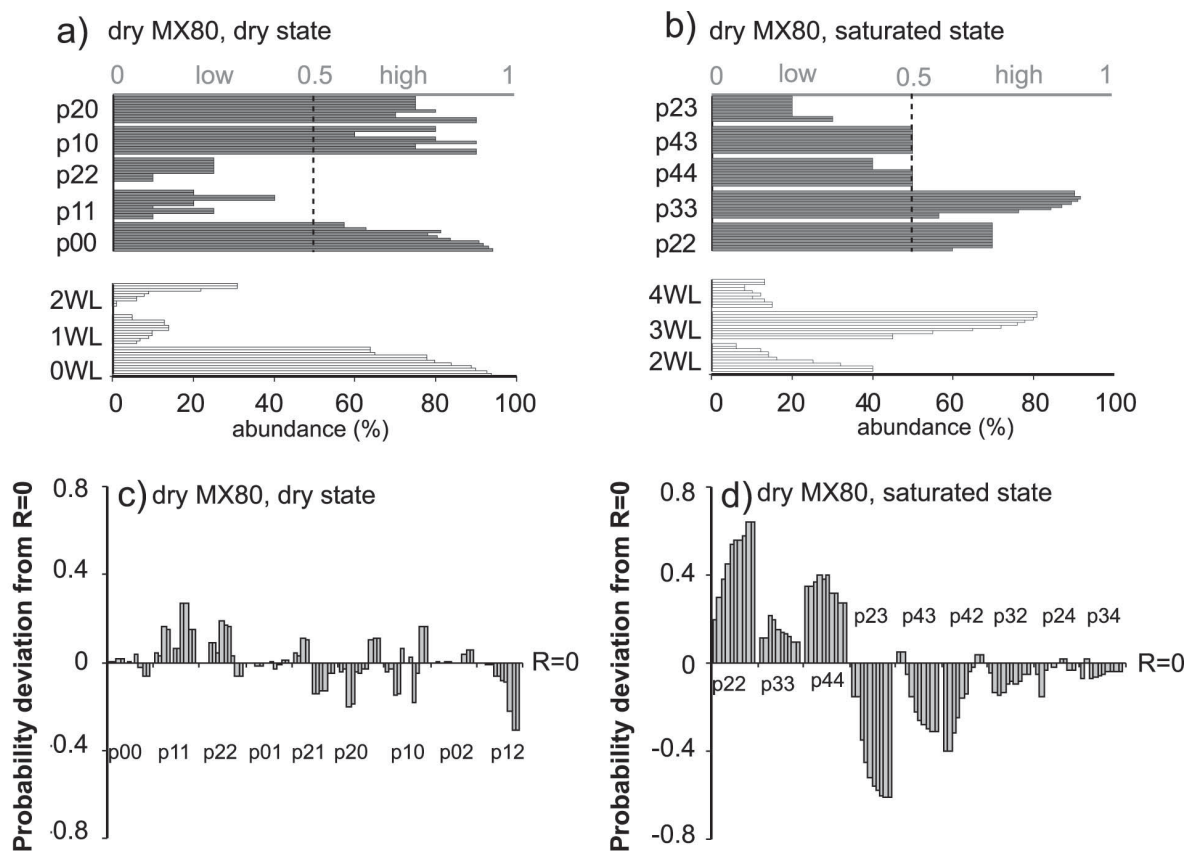 a) dry MX80, dry state
0 low 0.5 high 1
p20
p10
p22
p11
p00
2WL
1WL
0WL
0 20 40 60 80 100
abundance (%)
b) dry MX80, saturated state
0 low 0.5 high 1
p23
p43
p44
p33
p22
4WL
3WL
2WL
0 20 40 60 80 100
abundance (%)
c) dry MX80, dry state
Probability deviation from R=0
0.8
0.4
0
-0.4
-0.8
R=0
p00 p11 p22 p01 p21 p20 p10 p02 p12
d) dry MX80, saturated state
Probability deviation from R=0
0.8
0.4
0
-0.4
-0.8
p23 p43 p42 p32 p24 p34
R=0
p22 p33 p44